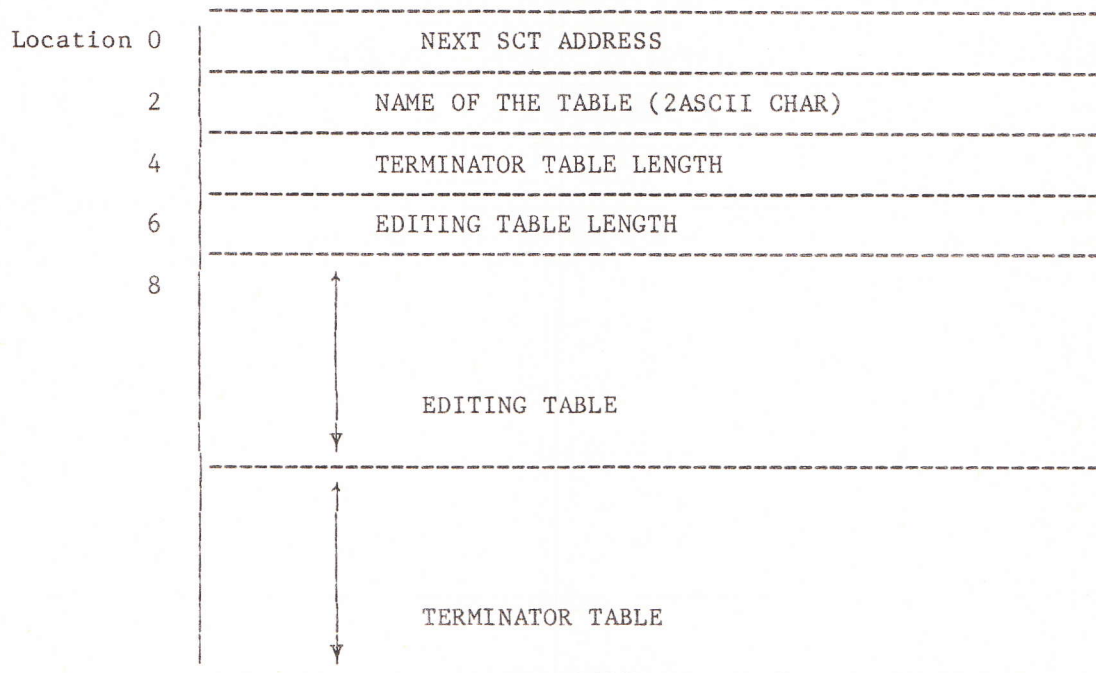 Location 0 NEXT SCT ADDRESS
2 NAME OF THE TABLE (2ASCII CHAR)
4 TERMINATOR TABLE LENGTH
6 EDITING TABLE LENGTH
8
EDITING TABLE
TERMINATOR TABLE